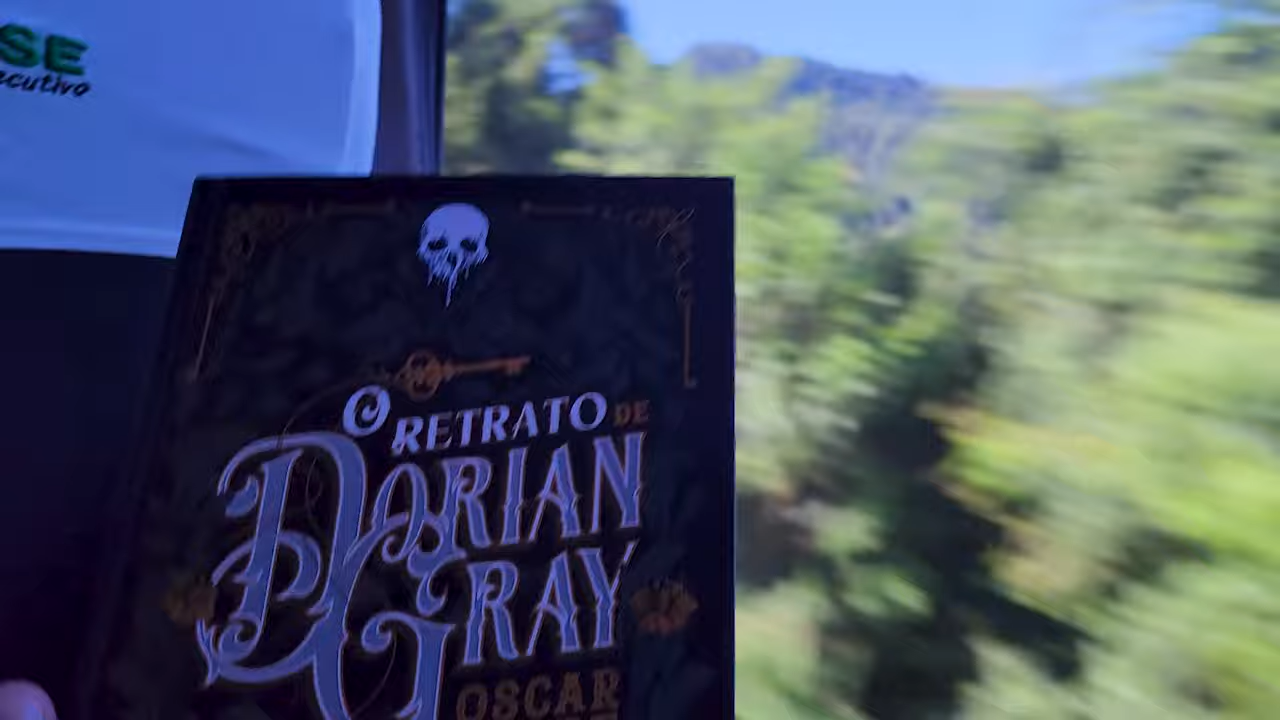 SE
ecutivo
O RETRATO DE
DORIAN
GRAY
OSCAR